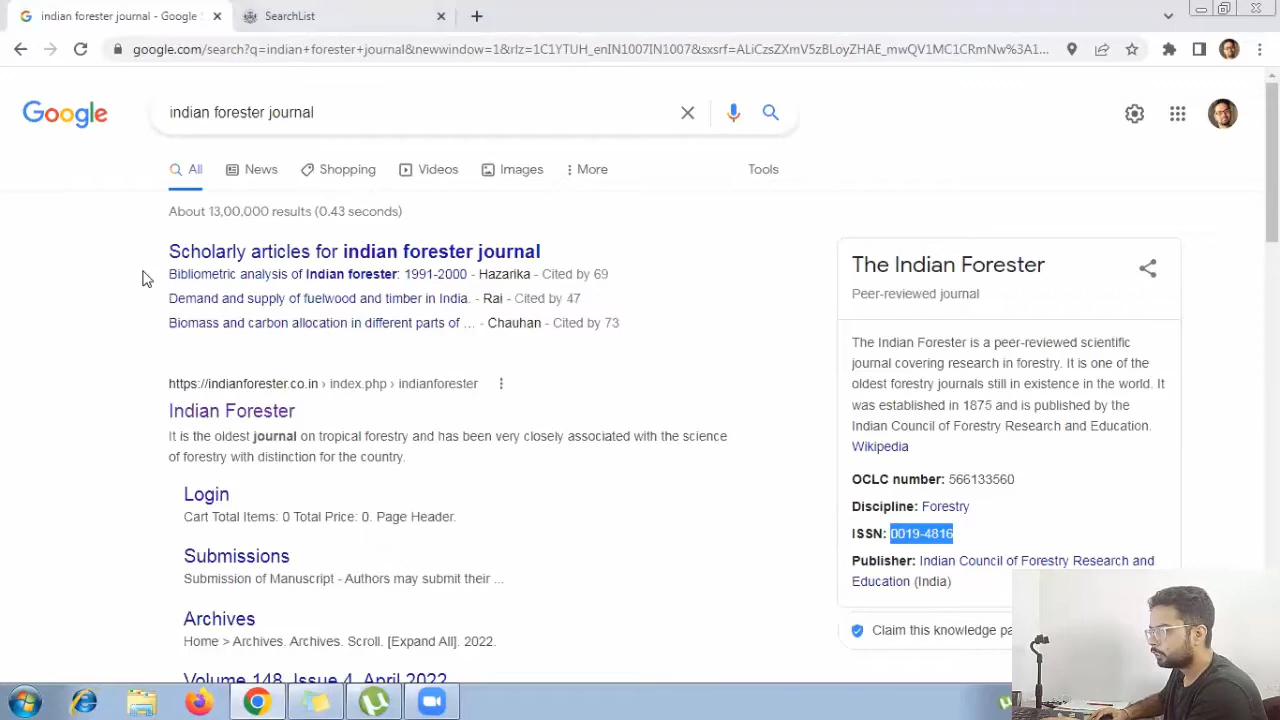 indian forester journal - Google
SearchList
google.com/search?q=indian+forester+journal&newwindow=1&rlz=1C1YTUH_enIN1007IN1007&sxsrf=ALiCzsZXmV5zBLoyZHAE_mwQV1MC1CRmNw%3A1...
Google
indian forester journal
All
News
Shopping
Videos
Images
More
Tools
About 13,00,000 results (0.43 seconds)
Scholarly articles for indian forester journal
Bibliometric analysis of Indian forester: 1991-2000 - Hazarika - Cited by 69
Demand and supply of fuelwood and timber in India. - Rai - Cited by 47
Biomass and carbon allocation in different parts of ... - Chauhan - Cited by 73
https://indianforester.co.in › index.php › indianforester
Indian Forester
It is the oldest journal on tropical forestry and has been very closely associated with the science
of forestry with distinction for the country.
Login
Cart Total Items: 0 Total Price: 0. Page Header.
Submissions
Submission of Manuscript - Authors may submit their ...
Archives
Home > Archives. Archives. Scroll. [Expand All]. 2022.
Volume 148, Issue 4, April 2022
The Indian Forester
Peer-reviewed journal
The Indian Forester is a peer-reviewed scientific
journal covering research in forestry. It is one of the
oldest forestry journals still in existence in the world. It
was established in 1875 and is published by the
Indian Council of Forestry Research and Education.
Wikipedia
OCLC number: 566133560
Discipline: Forestry
ISSN: 0019-4816
Publisher: Indian Council of Forestry Research and
Education (India)
Claim this knowledge pa